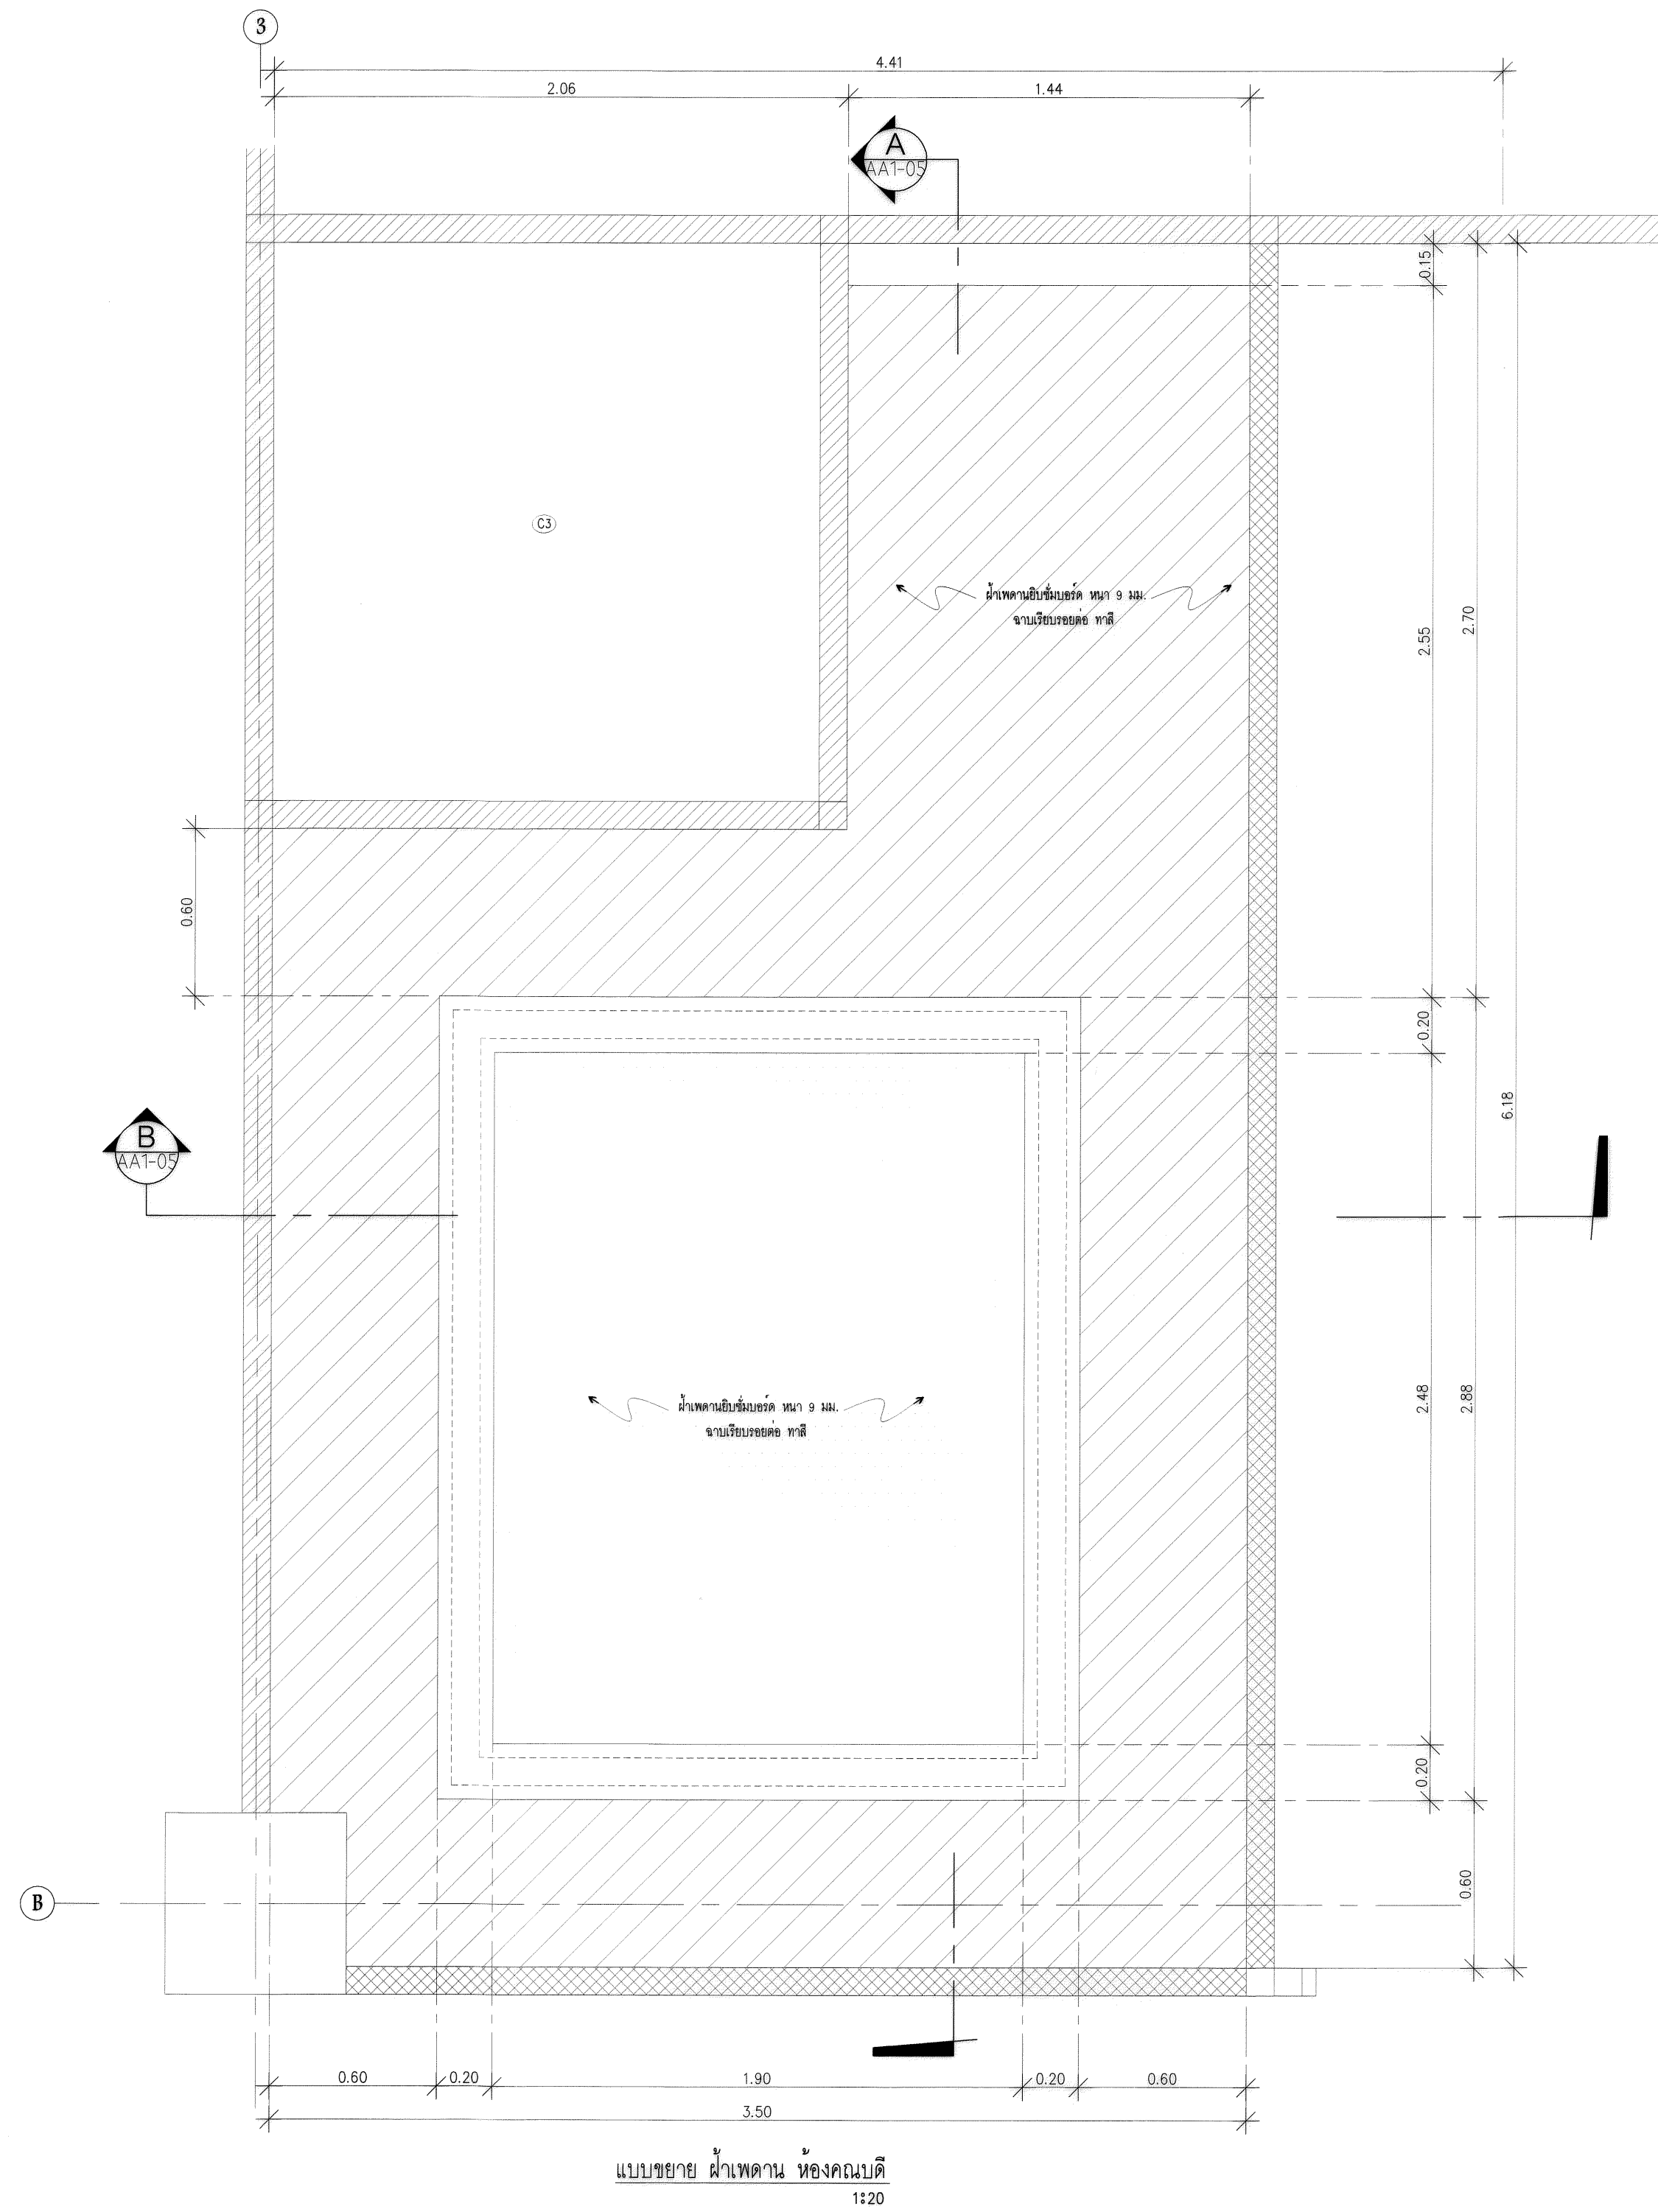 3
4.41
2.06
1.44
A
AA1-05
0.15
C3
ฝ้าเพดานยิบซั่มบอร์ด หนา 9 มม.
ฉาบเรียบรอยต่อ ทาสี
2.55
2.70
0.60
0.20
6.18
B
AA1-05
ฝ้าเพดานยิบซั่มบอร์ด หนา 9 มม.
ฉาบเรียบรอยต่อ ทาสี
2.48
2.88
0.20
0.60
B
0.60
0.20
1.90
0.20
0.60
3.50
แบบขยาย ฝ้าเพดาน ห้องคณบดี
1:20